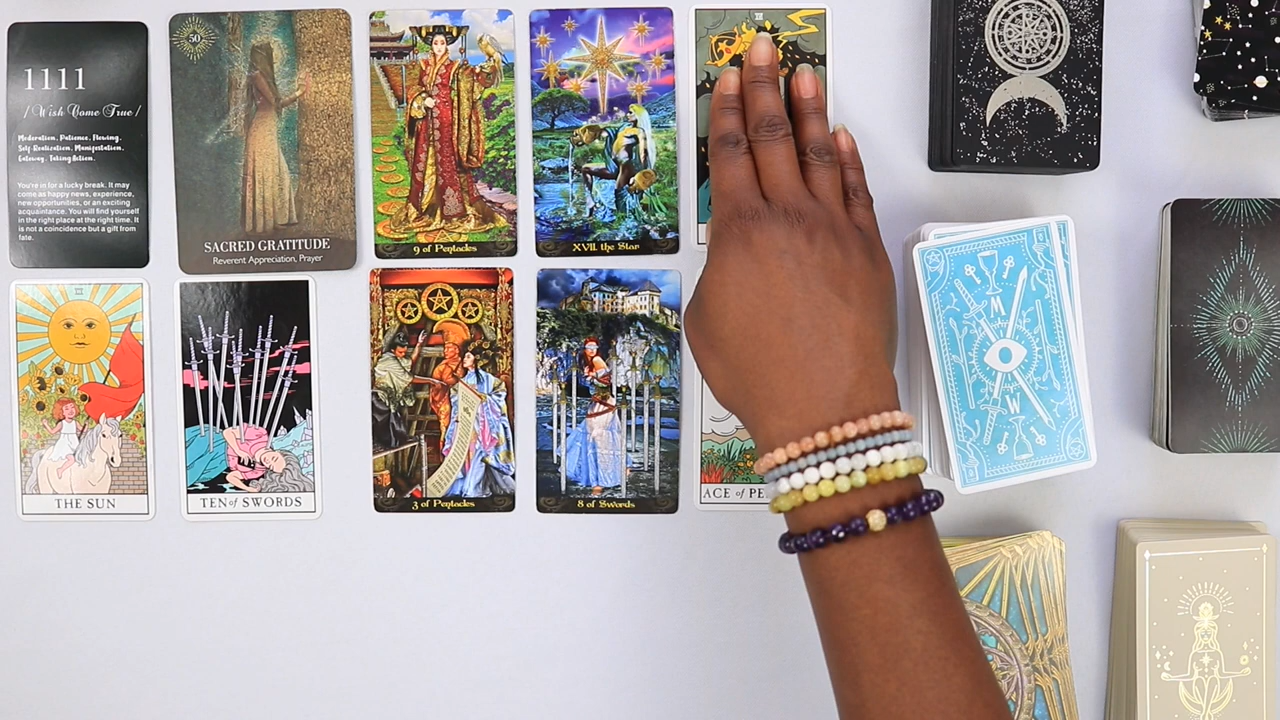 1111
/Wish Come True/
Moderation, Patience, Flowing,
Self-Realization, Manifestation,
Gateway, Taking Action.
You're in for a lucky break. It may
come as happy news, experience,
new opportunities, or an exciting
acquaintance. You will find yourself
in the right place at the right time. It
is not a coincidence but a gift from
fate.
50
SACRED GRATITUDE
Reverent Appreciation, Prayer
9 of Pentacles
XVII. the Star
THE SUN
TEN of SWORDS
3 of Pentacles
8 of Swords
ACE of PE
M
W